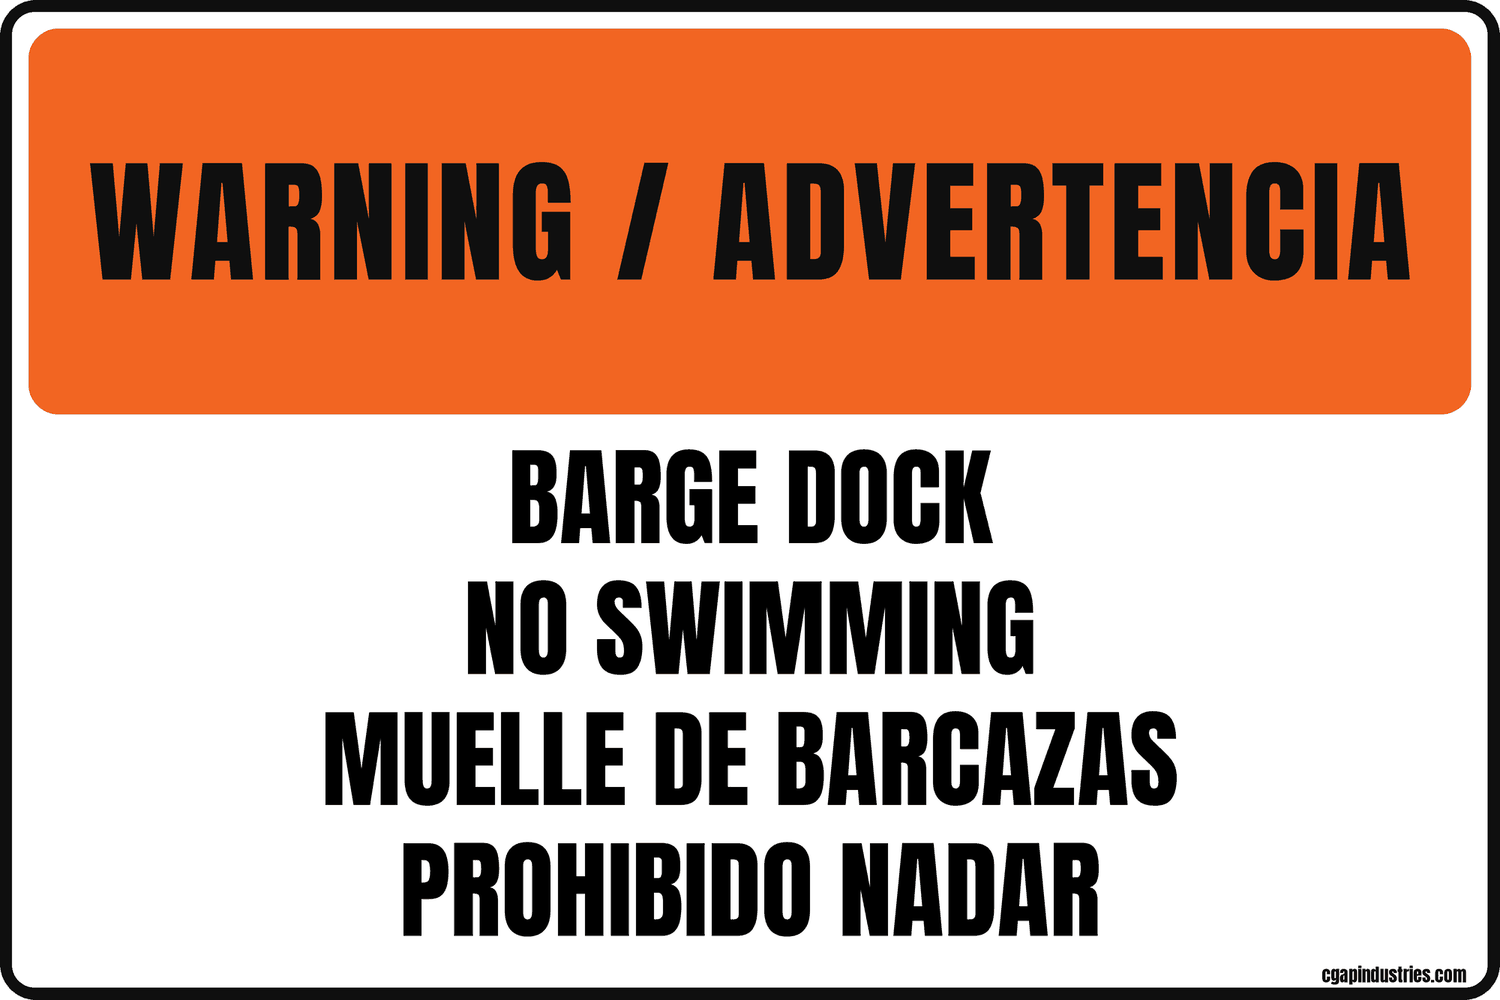 WARNING / ADVERTENCIA
BARGE DOCK
NO SWIMMING
MUELLE DE BARCAZAS
PROHIBIDO NADAR
cgapindustries.com